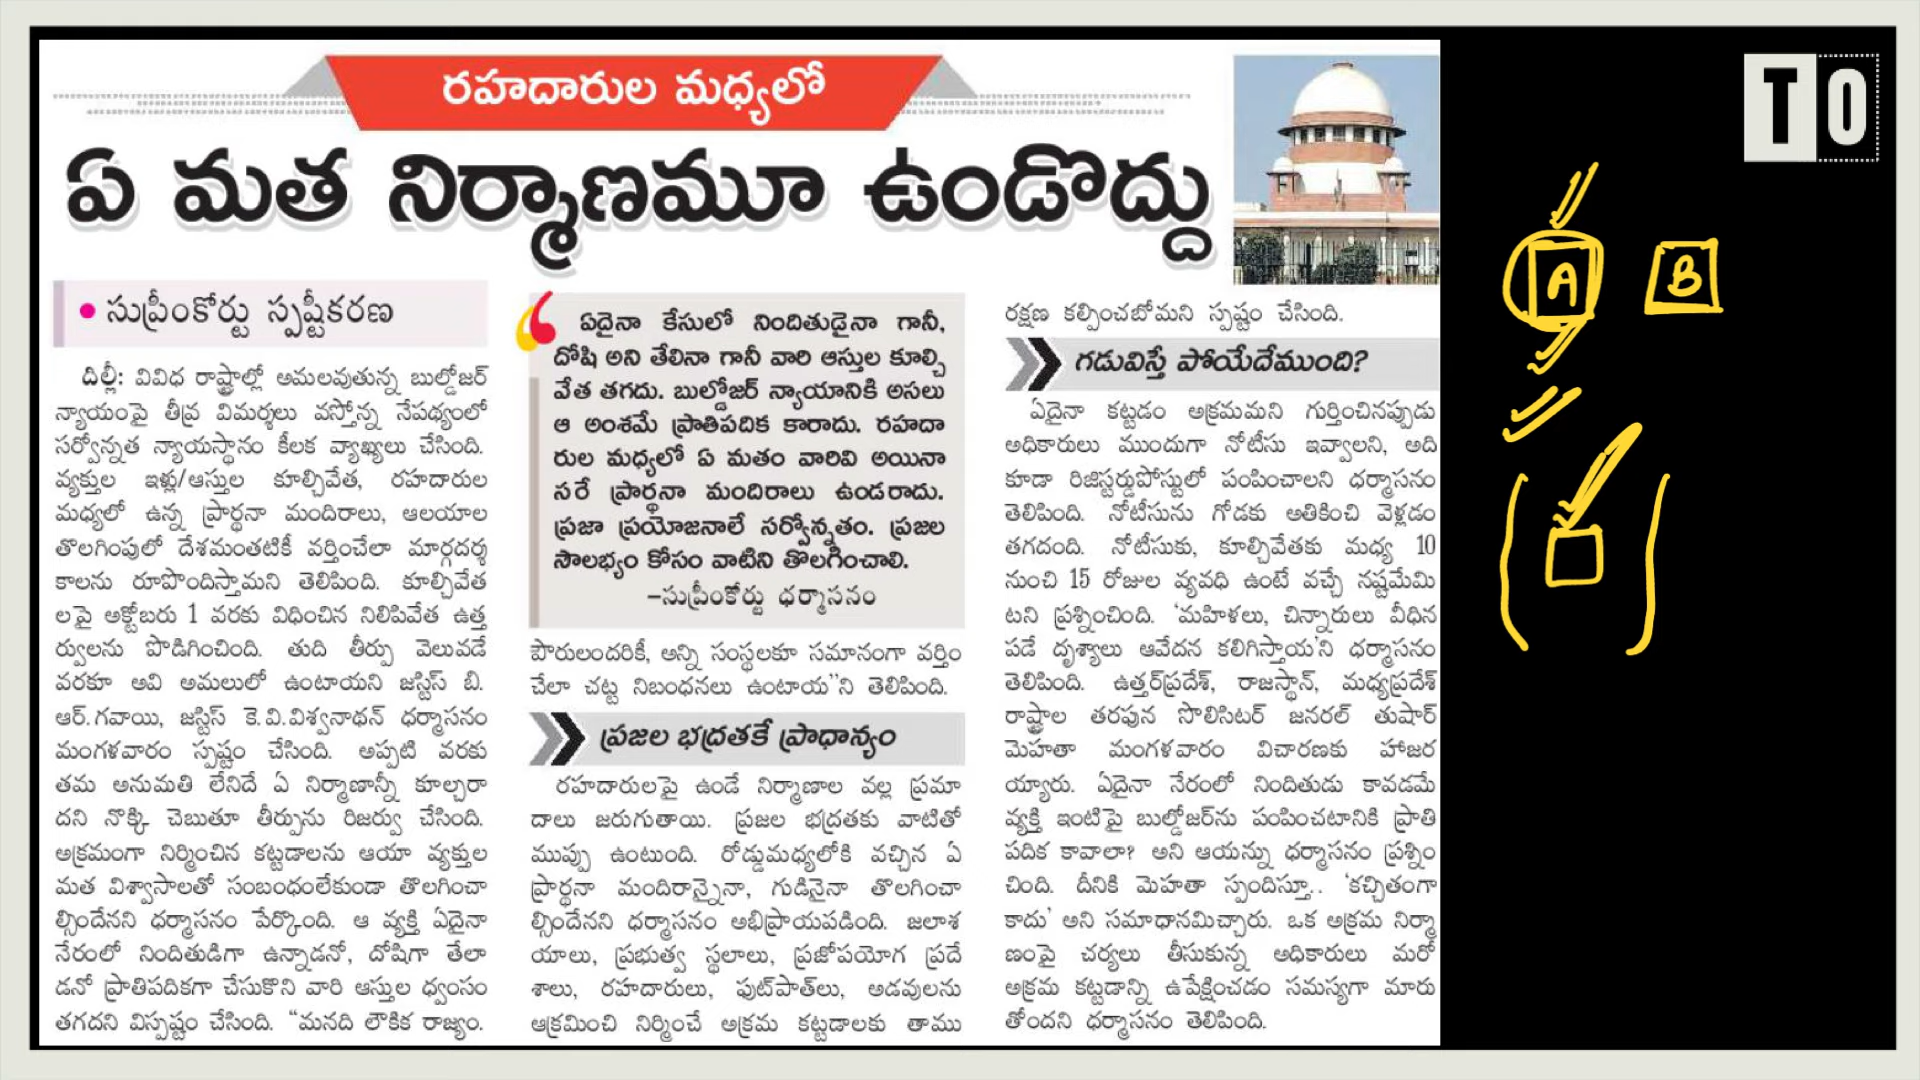 రహదారుల మధ్యలో
ఏ మత నిర్మాణమూ ఉండొద్దు
• సుప్రీంకోర్టు స్పష్టీకరణ
దిల్లీ: వివిధ రాష్ట్రాల్లో అమలవుతున్న బుల్డోజర్
న్యాయంపై తీవ్ర విమర్శలు వస్తోన్న నేపథ్యంలో
సర్వోన్నత న్యాయస్థానం కీలక వ్యాఖ్యలు చేసింది.
వ్యక్తుల ఇళ్లు/ఆస్తుల కూల్చివేత, రహదారుల
మధ్యలో ఉన్న ప్రార్థనా మందిరాలు, ఆలయాల
తొలగింపులో దేశమంతటికీ వర్తించేలా మార్గదర్శ
కాలను రూపొందిస్తామని తెలిపింది. కూల్చివేత
లపై అక్టోబరు 1 వరకు విధించిన నిలిపివేత ఉత్త
ర్వులను పొడిగించింది. తుది తీర్పు వెలువడే
వరకూ అవి అమలులో ఉంటాయని జస్టిస్ బి.
ఆర్.గవాయి, జస్టిస్ కె.వి.విశ్వనాథన్ ధర్మాసనం
మంగళవారం స్పష్టం చేసింది. అప్పటి వరకు
తమ అనుమతి లేనిదే ఏ నిర్మాణాన్నీ కూల్చరా
దని నొక్కి చెబుతూ తీర్పును రిజర్వు చేసింది.
అక్రమంగా నిర్మించిన కట్టడాలను ఆయా వ్యక్తుల
మత విశ్వాసాలతో సంబంధంలేకుండా తొలగించా
ల్సిందేనని ధర్మాసనం పేర్కొంది. ఆ వ్యక్తి ఏదైనా
నేరంలో నిందితుడిగా ఉన్నాడనో, దోషిగా తేలా
డనో ప్రాతిపదికగా చేసుకొని వారి ఆస్తుల ధ్వంసం
తగదని విస్పష్టం చేసింది. “మనది లౌకిక రాజ్యం.
ఏదైనా కేసులో నిందితుడైనా గానీ,
దోషి అని తేలినా గానీ వారి ఆస్తుల కూల్చి
వేత తగదు. బుల్డోజర్ న్యాయానికి అసలు
ఆ అంశమే ప్రాతిపదిక కారాదు. రహదా
రుల మధ్యలో ఏ మతం వారివి అయినా
సరే ప్రార్థనా మందిరాలు ఉండరాదు.
ప్రజా ప్రయోజనాలే సర్వోన్నతం. ప్రజల
సౌలభ్యం కోసం వాటిని తొలగించాలి.
–సుప్రీంకోర్టు ధర్మాసనం
పౌరులందరికీ, అన్ని సంస్థలకూ సమానంగా వర్తిం
చేలా చట్ట నిబంధనలు ఉంటాయ”ని తెలిపింది.
ప్రజల భద్రతకే ప్రాధాన్యం
రహదారులపై ఉండే నిర్మాణాల వల్ల ప్రమా
దాలు జరుగుతాయి. ప్రజల భద్రతకు వాటితో
ముప్పు ఉంటుంది. రోడ్డుమధ్యలోకి వచ్చిన ఏ
ప్రార్థనా మందిరాన్నైనా, గుడినైనా తొలగించా
ల్సిందేనని ధర్మాసనం అభిప్రాయపడింది. జలాశ
యాలు, ప్రభుత్వ స్థలాలు, ప్రజోపయోగ ప్రదే
శాలు, రహదారులు, ఫుట్‌పాత్‌లు, అడవులను
ఆక్రమించి నిర్మించే అక్రమ కట్టడాలకు తాము
రక్షణ కల్పించబోమని స్పష్టం చేసింది.
గడువిస్తే పోయేదేముంది?
ఏదైనా కట్టడం అక్రమమని గుర్తించినప్పుడు
అధికారులు ముందుగా నోటీసు ఇవ్వాలని, అది
కూడా రిజిస్టర్డుపోస్టులో పంపించాలని ధర్మాసనం
తెలిపింది. నోటీసును గోడకు అతికించి వెళ్లడం
తగదంది. నోటీసుకు, కూల్చివేతకు మధ్య 10
నుంచి 15 రోజుల వ్యవధి ఉంటే వచ్చే నష్టమేమి
టని ప్రశ్నించింది. ‘మహిళలు, చిన్నారులు వీధిన
పడే దృశ్యాలు ఆవేదన కలిగిస్తాయ’ని ధర్మాసనం
తెలిపింది. ఉత్తర్‌ప్రదేశ్, రాజస్థాన్, మధ్యప్రదేశ్
రాష్ట్రాల తరఫున సొలిసిటర్ జనరల్ తుషార్
మెహతా మంగళవారం విచారణకు హాజర
య్యారు. ఏదైనా నేరంలో నిందితుడు కావడమే
వ్యక్తి ఇంటిపై బుల్డోజర్‌ను పంపించటానికి ప్రాతి
పదిక కావాలా? అని ఆయన్ను ధర్మాసనం ప్రశ్నిం
చింది. దీనికి మెహతా స్పందిస్తూ.. ‘కచ్చితంగా
కాదు’ అని సమాధానమిచ్చారు. ఒక అక్రమ నిర్మా
ణంపై చర్యలు తీసుకున్న అధికారులు మరో
అక్రమ కట్టడాన్ని ఉపేక్షించడం సమస్యగా మారు
తోందని ధర్మాసనం తెలిపింది.
TO
A B